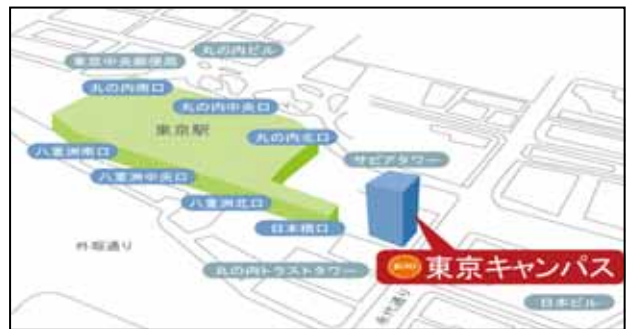 丸の内ビル
東京中央郵便局
丸の内南口
丸の内中央口
東京駅
丸の内北口
八重洲南口
サピアタワー
八重洲中央口
八重洲北口
日本橋口
外堀通り
丸の内トラストタワー
東京キャンパス
永代通り
日本ビル